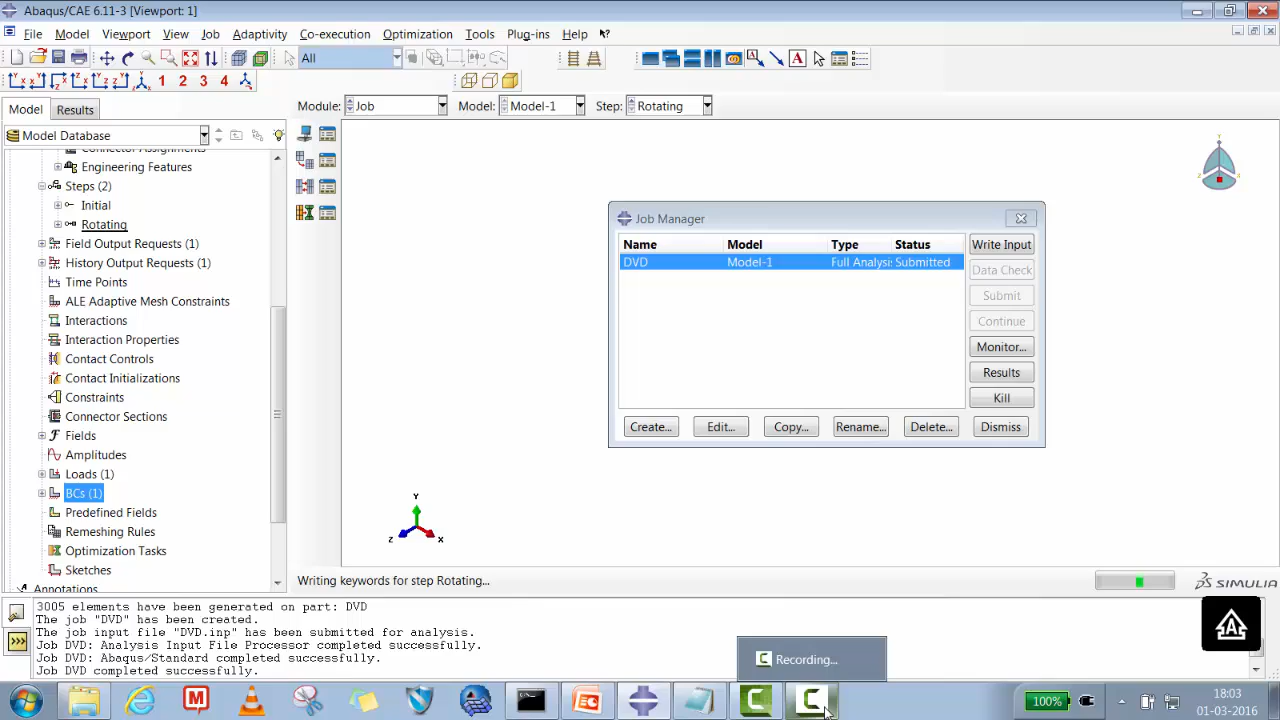 Abaqus/CAE 6.11-3 [Viewport: 1]
File Model Viewport View Job Adaptivity Co-execution Optimization Tools Plug-ins Help
All
1 2 3 4
Model Results
Module: Job Model: Model-1 Step: Rotating
Model Database
Connector Assignments
Engineering Features
Steps (2)
Initial
Rotating
Field Output Requests (1)
History Output Requests (1)
Time Points
ALE Adaptive Mesh Constraints
Interactions
Interaction Properties
Contact Controls
Contact Initializations
Constraints
Connector Sections
Fields
Amplitudes
Loads (1)
BCs (1)
Predefined Fields
Remeshing Rules
Optimization Tasks
Sketches
Annotations
Job Manager
Name Model Type Status
DVD Model-1 Full Analysi: Submitted
Write Input
Data Check
Submit
Continue
Monitor...
Results
Kill
Create... Edit... Copy... Rename... Delete... Dismiss
Y
Z X
Writing keywords for step Rotating...
SIMULIA
3005 elements have been generated on part: DVD
The job "DVD" has been created.
The job input file "DVD.inp" has been submitted for analysis.
Job DVD: Analysis Input File Processor completed successfully.
Job DVD: Abaqus/Standard completed successfully.
Job DVD completed successfully.
Recording...
100%
18:03
01-03-2016